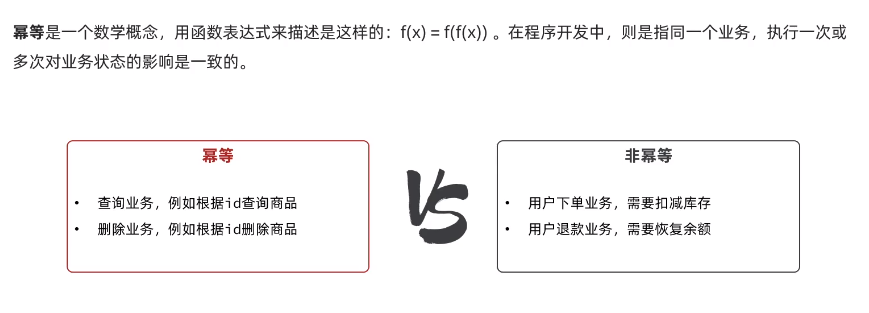 幂等是一个数学概念，用函数表达式来描述是这样的：f(x) = f(f(x)) 。在程序开发中，则是指同一个业务，执行一次或
多次对业务状态的影响是一致的。
幂等
• 查询业务，例如根据id查询商品
• 删除业务，例如根据id删除商品
VS
非幂等
• 用户下单业务，需要扣减库存
• 用户退款业务，需要恢复余额